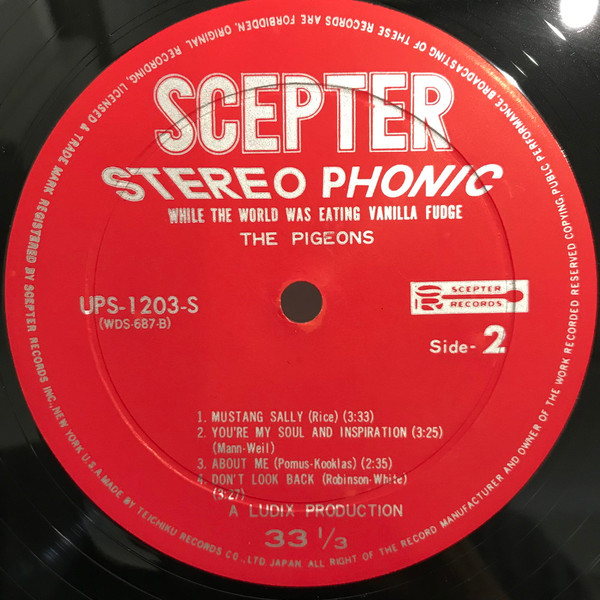 SCEPTER
STEREO PHONIC
WHILE THE WORLD WAS EATING VANILLA FUDGE
THE PIGEONS
UPS-1203-S
(WDS-687-B)
SR SCEPTER
RECORDS
Side-2
1. MUSTANG SALLY (Rice) (3:33)
2. YOU'RE MY SOUL AND INSPIRATION (3:25)
(Mann-Weil)
3. ABOUT ME (Pomus-Kooklas) (2:35)
4. DON'T LOOK BACK (Robinson-White)
(3:27)
A LUDIX PRODUCTION
33 1/3
LICENSED & TRADE MARK REGISTERED BY SCEPTER RECORDS INC., NEW YORK U.S.A. MADE BY TEICHIKU RECORDS CO., LTD. JAPAN. ALL RIGHT OF THE RECORD MANUFACTURER AND OWNER OF THE WORK RECORDED RESERVED COPYING, PUBLIC PERFORMANCE, BROADCASTING OF THESE RECORDS ARE FORBIDDEN, ORIGINAL RECORDING,